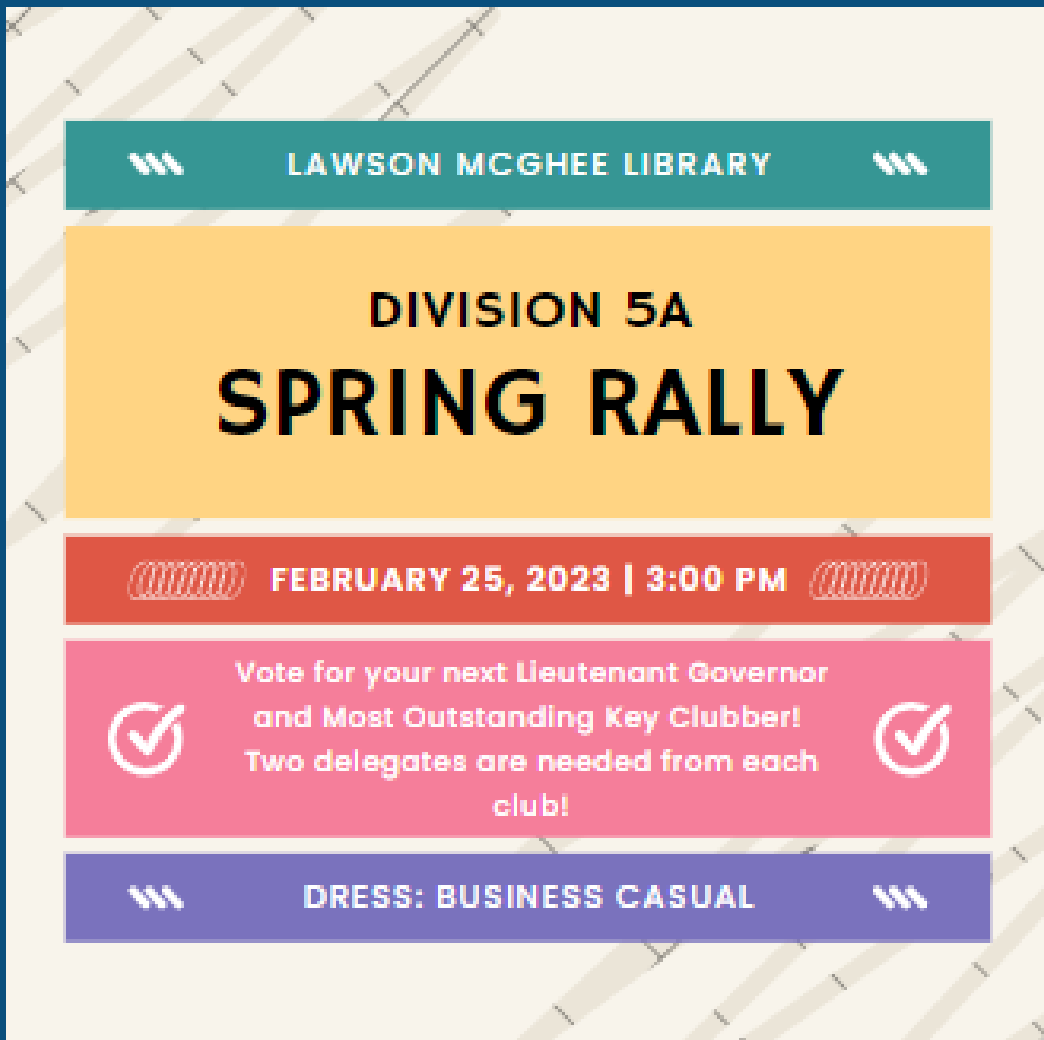 LAWSON MCGHEE LIBRARY
DIVISION 5A
SPRING RALLY
FEBRUARY 25, 2023 | 3:00 PM
Vote for your next Lieutenant Governor
and Most Outstanding Key Clubber!
Two delegates are needed from each
club!
DRESS: BUSINESS CASUAL